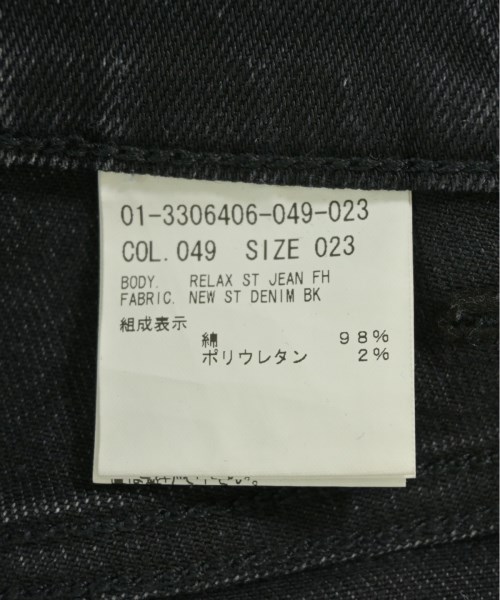 01-3306406-049-023
COL. 049 SIZE 023
BODY. RELAX ST JEAN FH
FABRIC. NEW ST DENIM BK
組成表示
綿 98%
ポリウレタン 2%